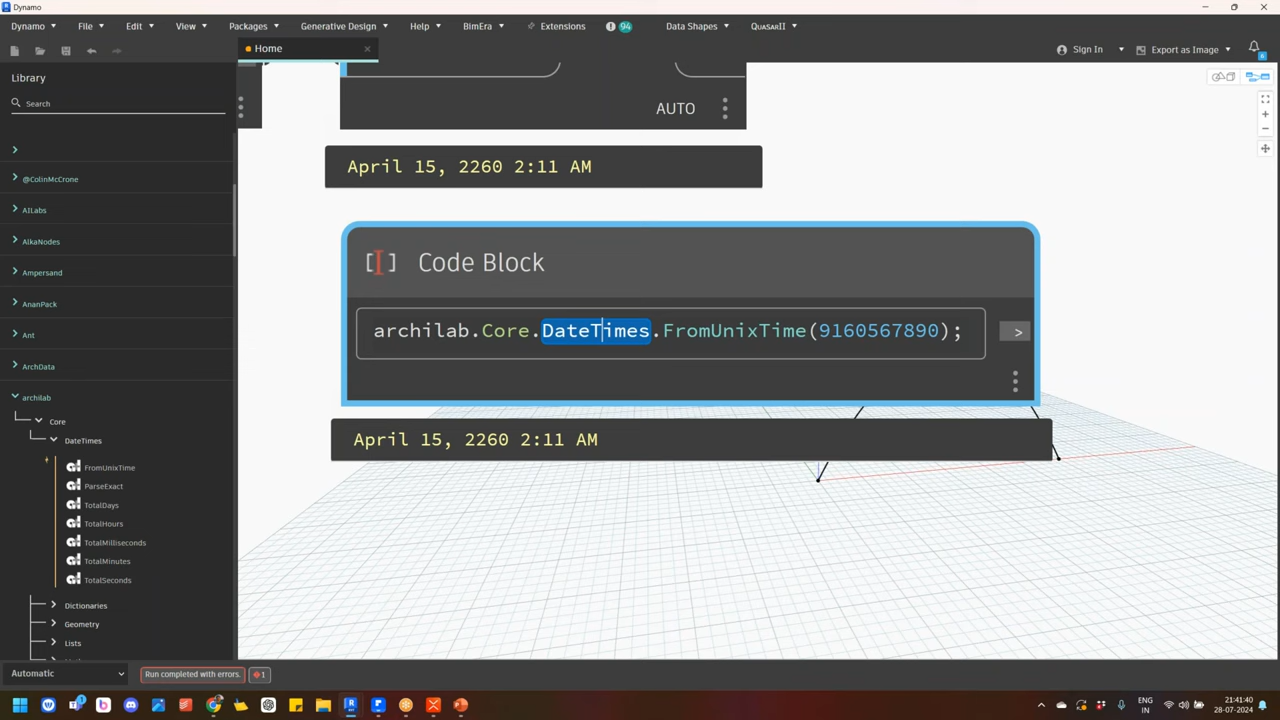 Dynamo
Dynamo File Edit View Packages Generative Design Help BimEra Extensions 94 Data Shapes QUASARII
Home
Sign In Export as Image
6
Library
Search
@ColinMcCrone
AILabs
AlkaNodes
Ampersand
AnanPack
Ant
ArchData
archilab
Core
DateTimes
FromUnixTime
ParseExact
TotalDays
TotalHours
TotalMilliseconds
TotalMinutes
TotalSeconds
Dictionaries
Geometry
Lists
AUTO
April 15, 2260 2:11 AM
[ ] Code Block
archilab.Core.DateTimes.FromUnixTime(9160567890); >
April 15, 2260 2:11 AM
Automatic
Run completed with errors. 1
ENG
IN
21:41:40
28-07-2024